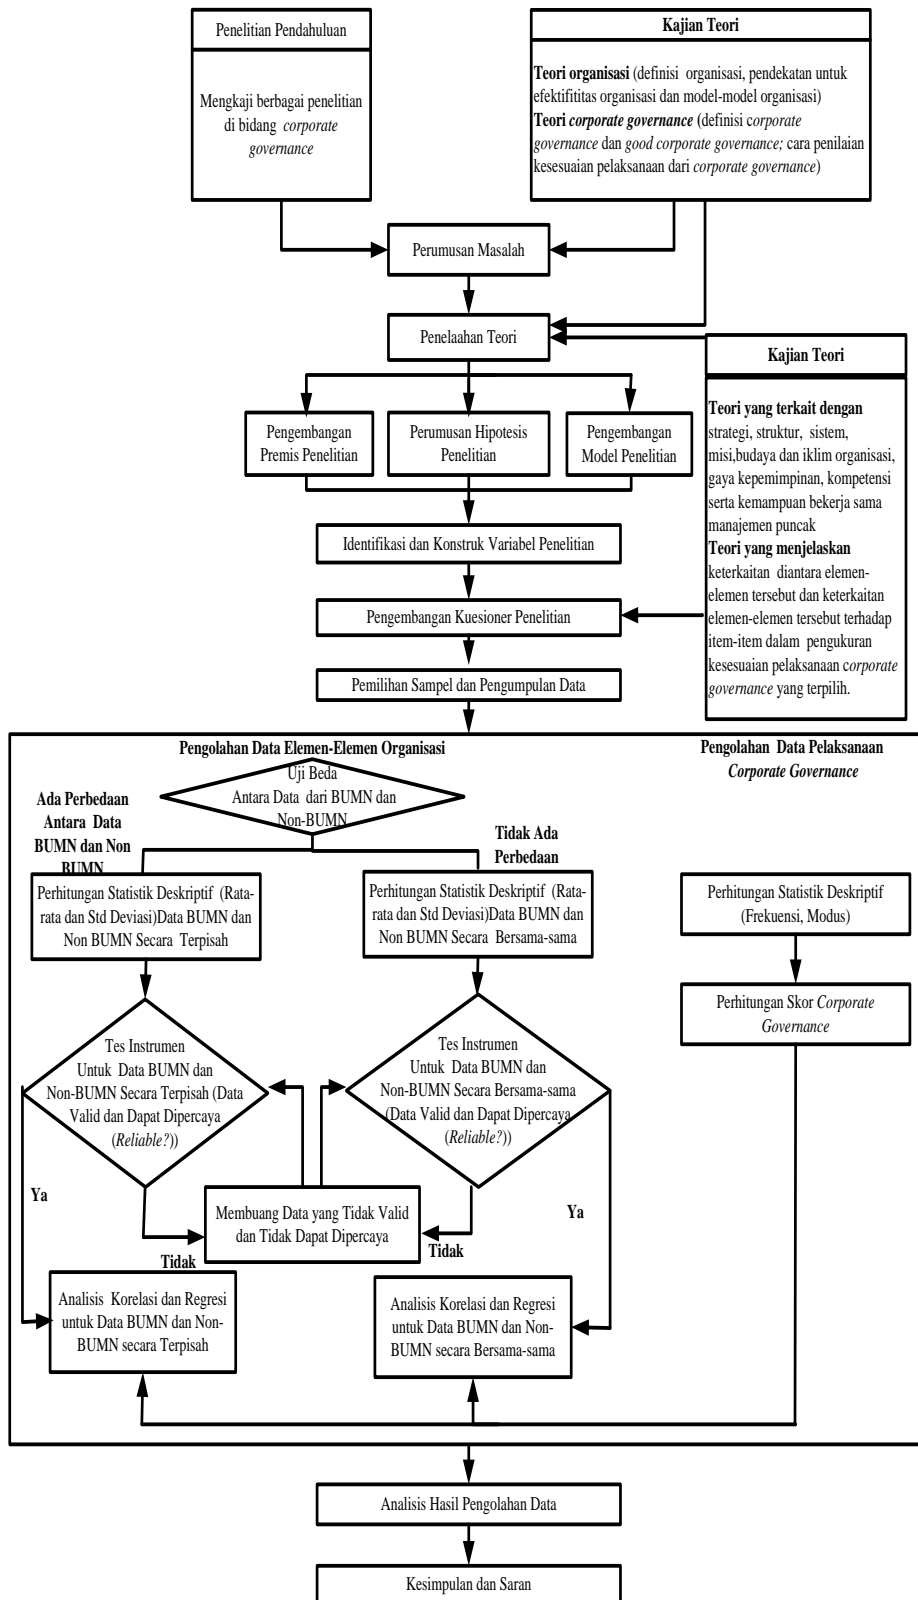 Penelitian Pendahuluan
Mengkaji berbagai penelitian
di bidang corporate
governance
Kajian Teori
Teori organisasi (definisi organisasi, pendekatan untuk
efektifititas organisasi dan model-model organisasi)
Teori corporate governance (definisi corporate
governance dan good corporate governance; cara penilaian
kesesuaian pelaksanaan dari corporate governance)
Perumusan Masalah
Penelaahan Teori
Kajian Teori
Teori yang terkait dengan
strategi, struktur, sistem,
misi,budaya dan iklim organisasi,
gaya kepemimpinan, kompetensi
serta kemampuan bekerja sama
manajemen puncak
Teori yang menjelaskan
keterkaitan diantara elemen-
elemen tersebut dan keterkaitan
elemen-elemen tersebut terhadap
item-item dalam pengukuran
kesesuaian pelaksanaan corporate
governance yang terpilih.
Pengembangan
Premis Penelitian
Perumusan Hipotesis
Penelitian
Pengembangan
Model Penelitian
Identifikasi dan Konstruk Variabel Penelitian
Pengembangan Kuesioner Penelitian
Pemilihan Sampel dan Pengumpulan Data
Pengolahan Data Elemen-Elemen Organisasi
Pengolahan Data Pelaksanaan
Corporate Governance
Uji Beda
Antara Data dari BUMN dan
Non-BUMN
Ada Perbedaan
Antara Data
BUMN dan Non
BUMN
Tidak Ada
Perbedaan
Perhitungan Statistik Deskriptif (Rata-
rata dan Std Deviasi)Data BUMN dan
Non BUMN Secara Terpisah
Perhitungan Statistik Deskriptif (Rata-
rata dan Std Deviasi)Data BUMN dan
Non BUMN Secara Bersama-sama
Perhitungan Statistik Deskriptif
(Frekuensi, Modus)
Perhitungan Skor Corporate
Governance
Tes Instrumen
Untuk Data BUMN dan
Non-BUMN Secara Terpisah (Data
Valid dan Dapat Dipercaya
(Reliable?))
Tes Instrumen
Untuk Data BUMN dan
Non-BUMN Secara Bersama-sama
(Data Valid dan Dapat Dipercaya
(Reliable?))
Ya
Membuang Data yang Tidak Valid
dan Tidak Dapat Dipercaya
Ya
Tidak
Tidak
Analisis Korelasi dan Regresi
untuk Data BUMN dan Non-
BUMN secara Terpisah
Analisis Korelasi dan Regresi
untuk Data BUMN dan Non-
BUMN secara Bersama-sama
Analisis Hasil Pengolahan Data
Kesimpulan dan Saran